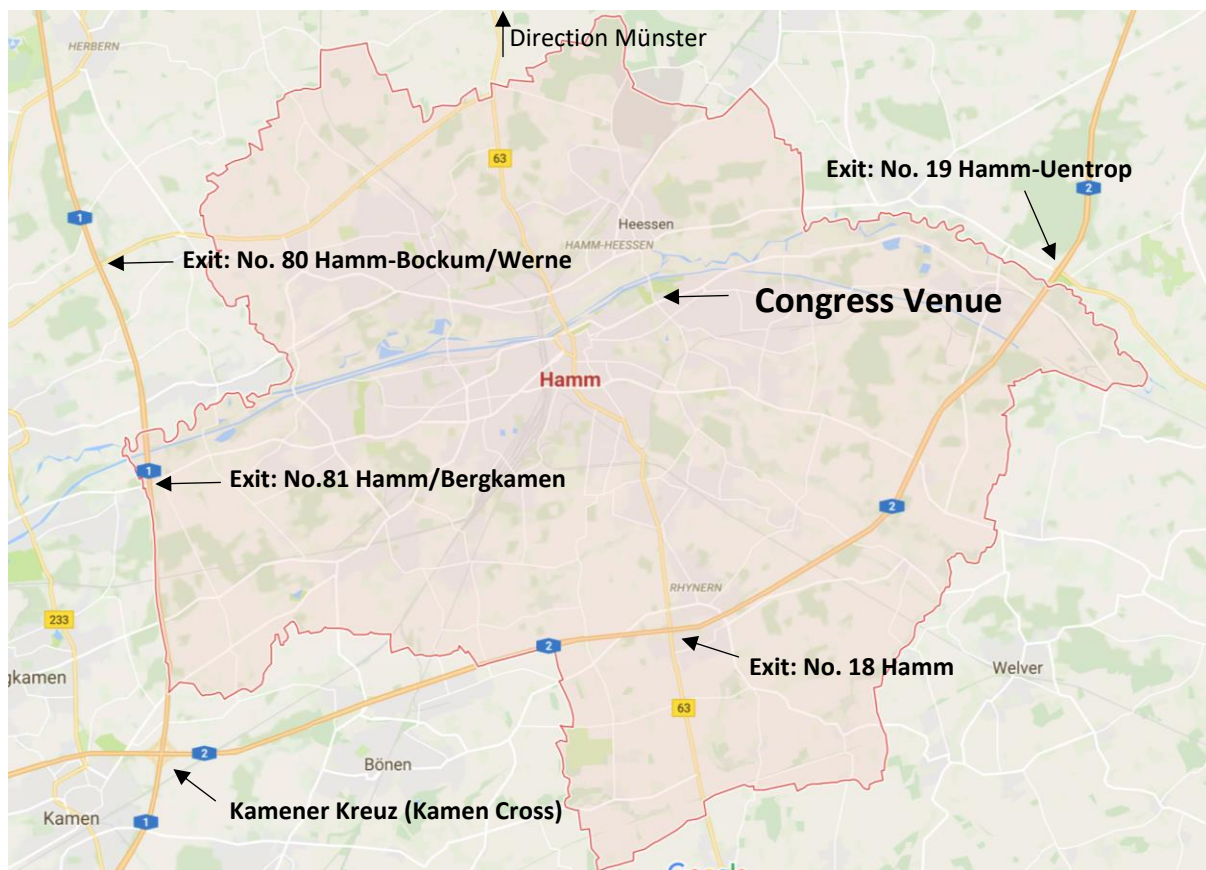 Direction Münster
HERBERN
63
Exit: No. 19 Hamm-Uentrop
2
1
Heessen
HAMM-HEESSEN
Exit: No. 80 Hamm-Bockum/Werne
Congress Venue
Hamm
1
Exit: No.81 Hamm/Bergkamen
2
RHYNERN
233
2
Exit: No. 18 Hamm
Welver
gkamen
63
2
Bönen
Kamener Kreuz (Kamen Cross)
Kamen
1